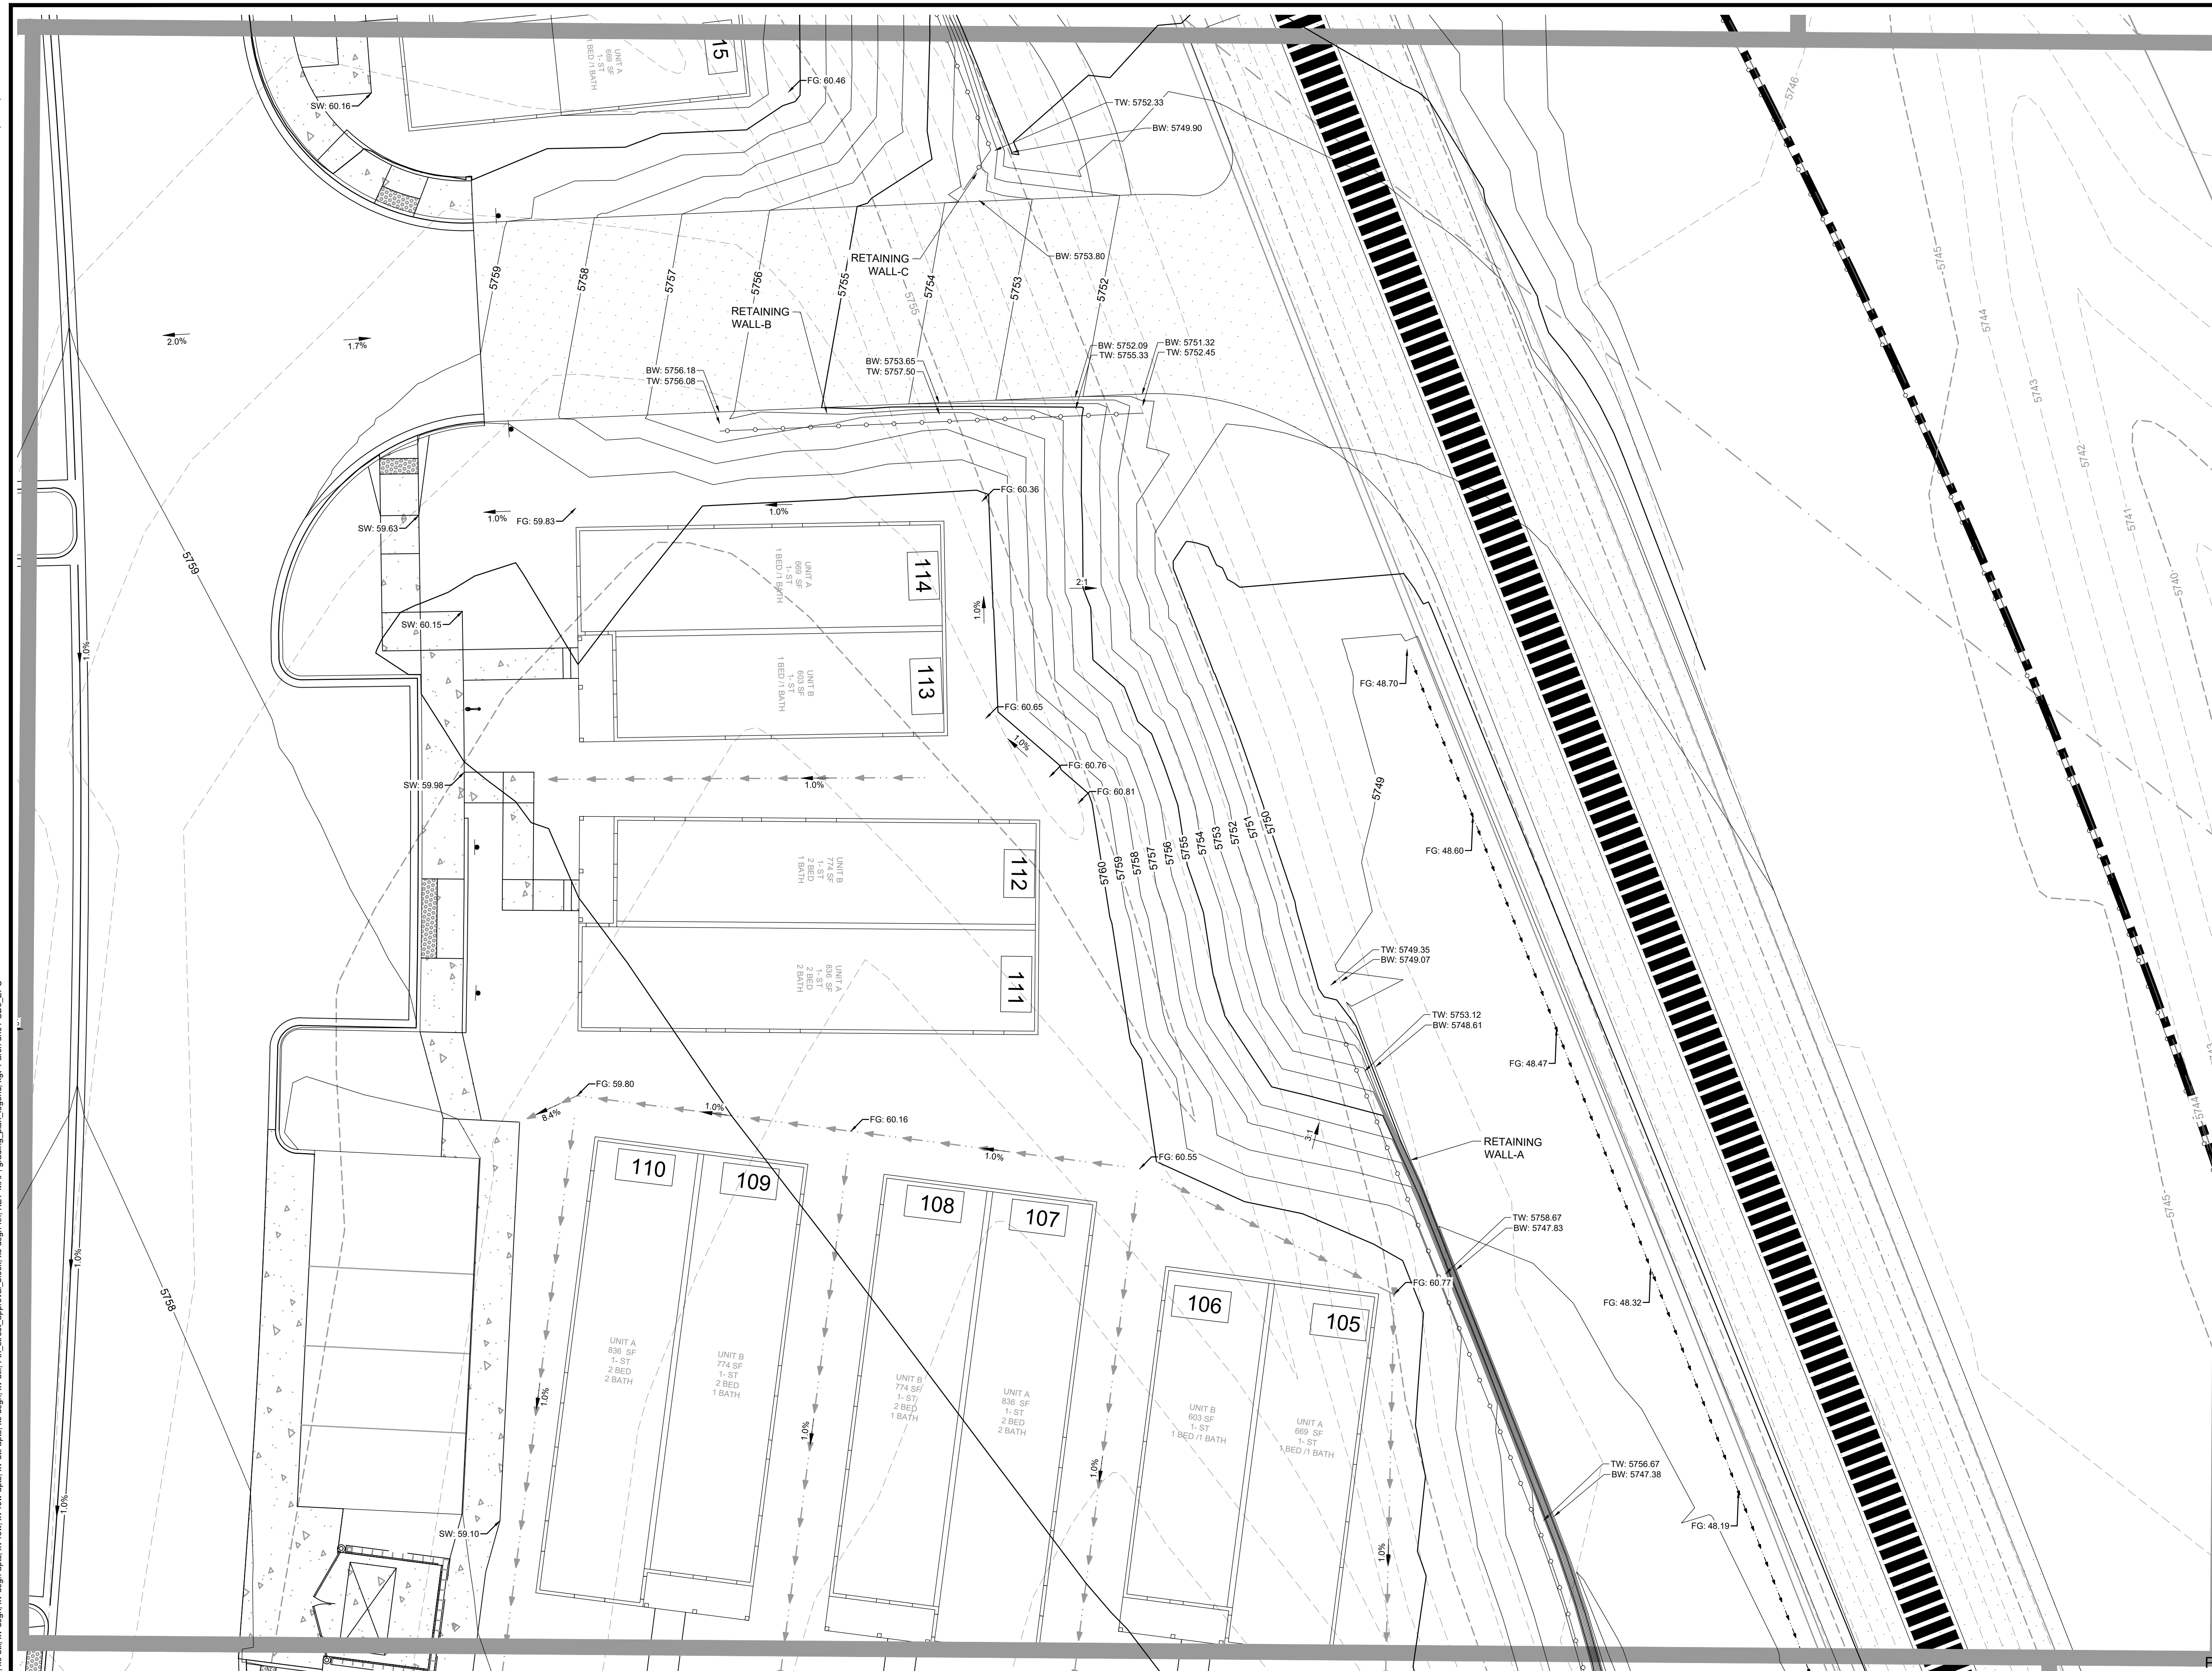 15
UNIT A
669 SF
1- ST
1 BED /1 BATH
SW: 60.16
FG: 60.46
TW: 5752.33
BW: 5749.90
5746
5745
5744
5743
5742
5741
5740
RETAINING
WALL-C
BW: 5753.80
5759
5758
5757
5756
5755
5754
5753
5752
5755
RETAINING
WALL-B
2.0%
1.7%
BW: 5752.09
TW: 5755.33
BW: 5751.32
TW: 5752.45
BW: 5753.65
TW: 5757.50
BW: 5756.18
TW: 5756.08
FG: 60.36
1.0%
FG: 59.83
1.0%
SW: 59.63
5759
114
UNIT A
669 SF
1- ST
1 BED /1 BATH
2:1
1.0%
SW: 60.15
1.0%
113
UNIT B
603 SF
1- ST
1 BED /1 BATH
FG: 48.70
FG: 60.65
1.0%
FG: 60.76
FG: 60.81
1.0%
SW: 59.98
5749
FG: 48.60
5760
5759
5758
5757
5756
5755
5754
5753
5752
5751
5750
112
UNIT B
774 SF
1- ST
2 BED
1 BATH
111
UNIT A
836 SF
1- ST
2 BED
2 BATH
TW: 5749.35
BW: 5749.07
TW: 5753.12
BW: 5748.61
FG: 48.47
5744
FG: 59.80
8.4%
1.0%
FG: 60.16
1.0%
FG: 60.55
3:1
RETAINING
WALL-A
5745
110
109
108
107
TW: 5758.67
BW: 5747.83
FG: 60.77
FG: 48.32
1.0%
5758
106
105
UNIT A
836 SF
1- ST
2 BED
2 BATH
UNIT B
774 SF
1- ST
2 BED
1 BATH
UNIT B
774 SF
1- ST
2 BED
1 BATH
UNIT A
836 SF
1- ST
2 BED
2 BATH
UNIT B
603 SF
1- ST
1 BED /1 BATH
UNIT A
669 SF
1- ST
1 BED /1 BATH
1.0%
1.0%
1.0%
1.0%
1.0%
TW: 5756.67
BW: 5747.38
FG: 48.19
SW: 59.10